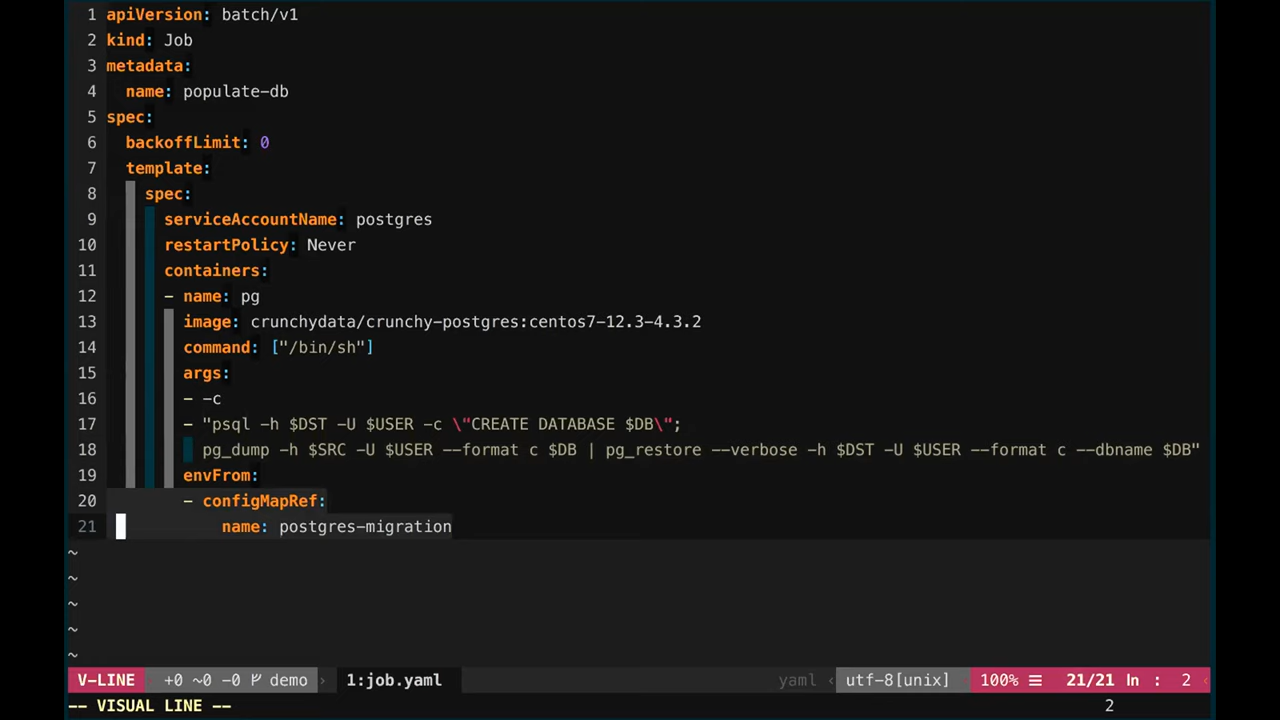 1 apiVersion: batch/v1
2 kind: Job
3 metadata:
4   name: populate-db
5 spec:
6   backoffLimit: 0
7   template:
8     spec:
9       serviceAccountName: postgres
10       restartPolicy: Never
11       containers:
12       - name: pg
13         image: crunchydata/crunchy-postgres:centos7-12.3-4.3.2
14         command: ["/bin/sh"]
15         args:
16         - -c
17         - "psql -h $DST -U $USER -c \"CREATE DATABASE $DB\";
18           pg_dump -h $SRC -U $USER --format c $DB | pg_restore --verbose -h $DST -U $USER --format c --dbname $DB"
19         envFrom:
20         - configMapRef:
21             name: postgres-migration
~
~
~
~
~
V-LINE +0 ~0 -0 demo › 1:job.yaml yaml ‹ utf-8[unix] 100% ☰ 21/21 ln : 2 ‹
-- VISUAL LINE -- 2